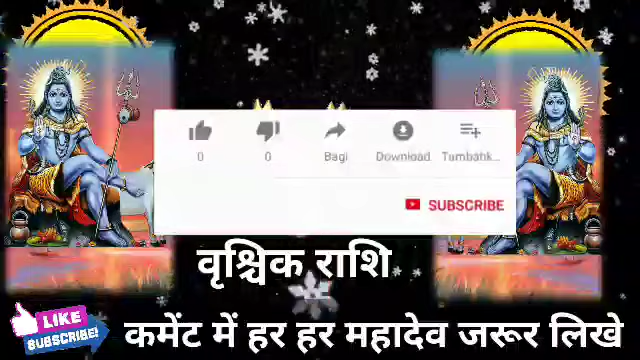 0 0 Bagi Download Tambahk...
SUBSCRIBE
वृश्चिक राशि
LIKE
SUBSCRIBE!
कमेंट में हर हर महादेव जरूर लिखे